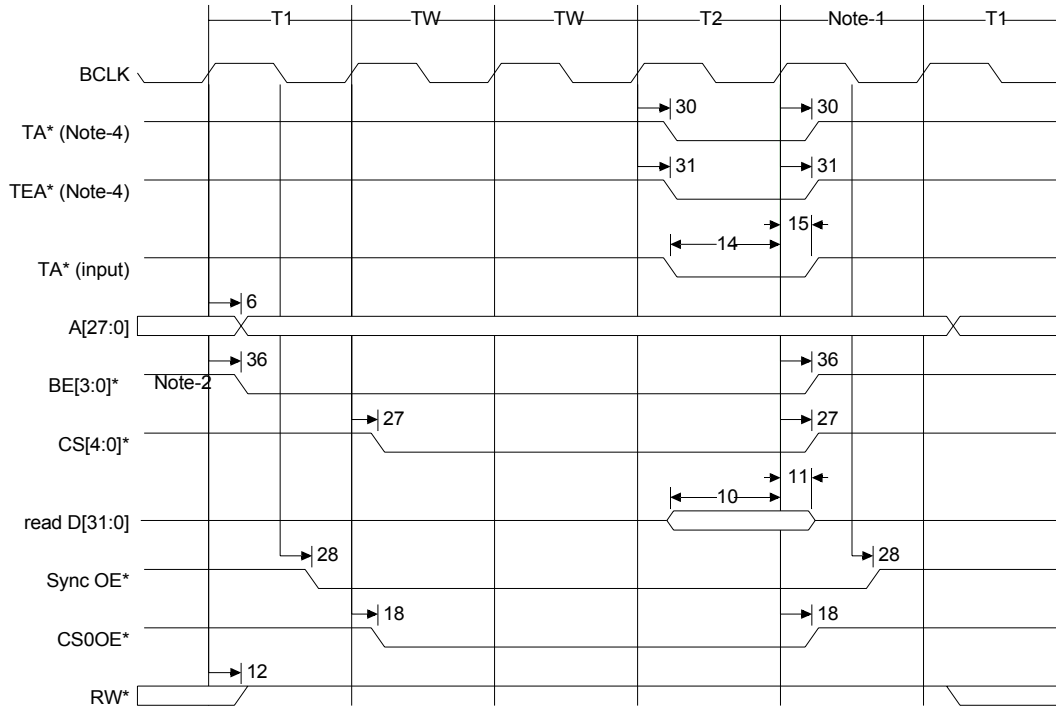 T1 TW TW T2 Note-1 T1
BCLK
30 30
TA* (Note-4)
31 31
TEA* (Note-4)
15
14
TA* (input)
6
A[27:0]
36 36
BE[3:0]* Note-2
27 27
CS[4:0]*
11
10
read D[31:0]
28 28
Sync OE*
18 18
CS0OE*
12
RW*